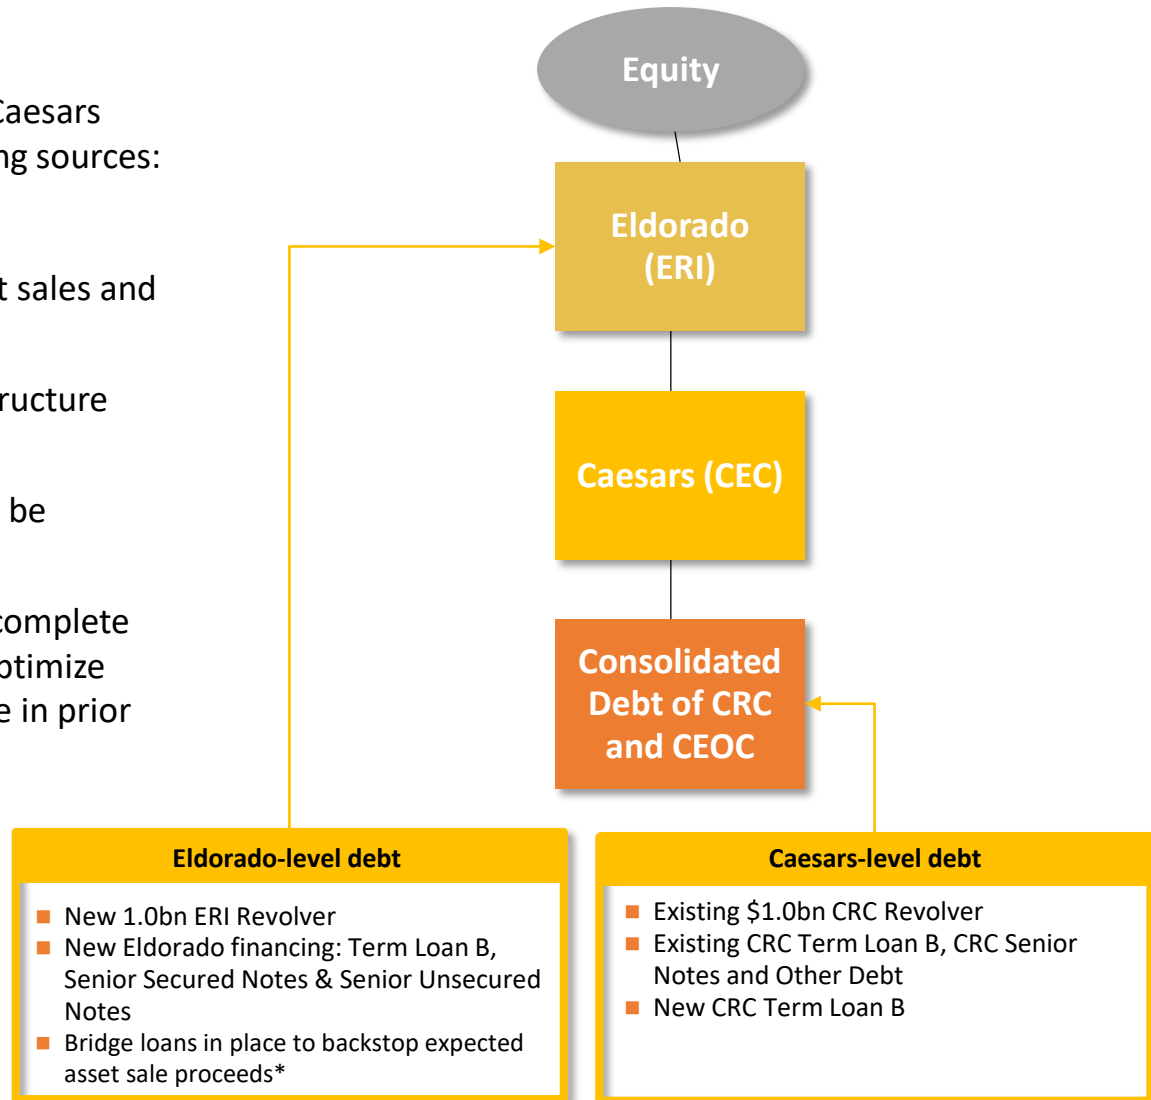 Caesars
ng sources:
t sales and
ructure
be
complete
ptimize
e in prior
Equity
Eldorado
(ERI)
Caesars (CEC)
Consolidated
Debt of CRC
and CEOC
Eldorado-level debt
■ New 1.0bn ERI Revolver
■ New Eldorado financing: Term Loan B,
Senior Secured Notes & Senior Unsecured
Notes
■ Bridge loans in place to backstop expected
asset sale proceeds*
Caesars-level debt
■ Existing $1.0bn CRC Revolver
■ Existing CRC Term Loan B, CRC Senior
Notes and Other Debt
■ New CRC Term Loan B